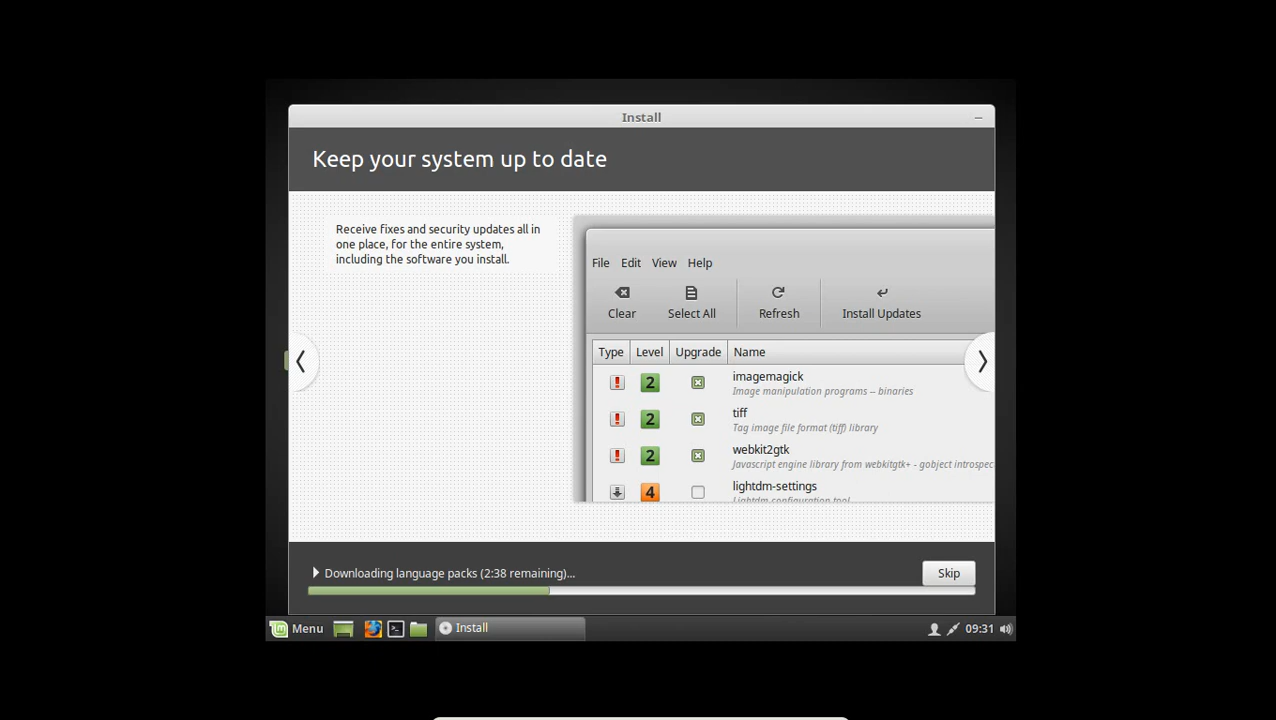 Install
Keep your system up to date
Receive fixes and security updates all in
one place, for the entire system,
including the software you install.
File Edit View Help
Clear Select All Refresh Install Updates
Type Level Upgrade Name
! 2 imagemagick
Image manipulation programs -- binaries
! 2 tiff
Tag image file format (tiff) library
! 2 webkit2gtk
Javascript engine library from webkitgtk+ - gobject introspec
4 lightdm-settings
Lightdm configuration tool
Downloading language packs (2:38 remaining)...
Skip
Menu Install 09:31